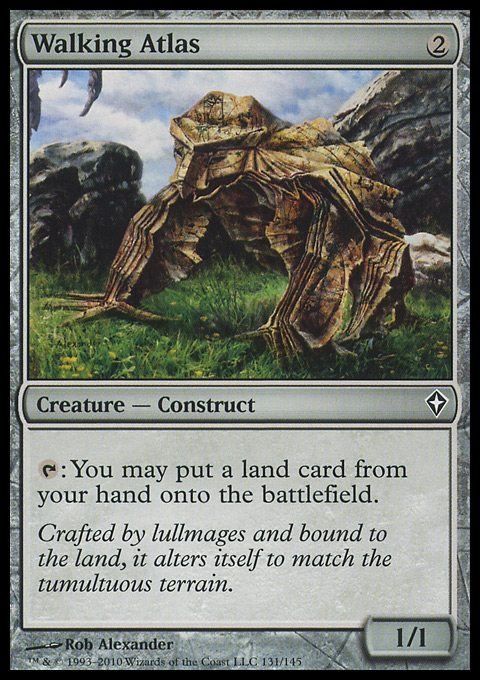 Walking Atlas 2
S Alexander
Creature — Construct
: You may put a land card from
your hand onto the battlefield.
Crafted by lullmages and bound to
the land, it alters itself to match the
tumultuous terrain.
Rob Alexander
1/1
™ & © 1993–2010 Wizards of the Coast LLC 131/145